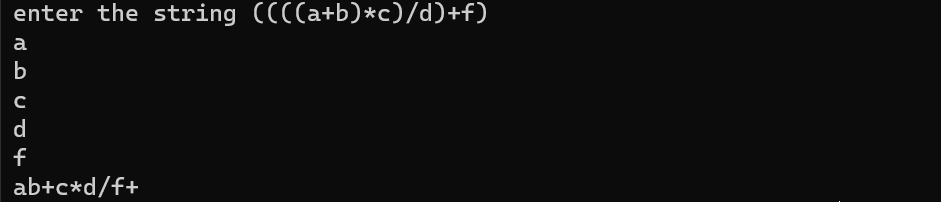 enter the string ((((a+b)*c)/d)+f)
a
b
c
d
f
ab+c*d/f+